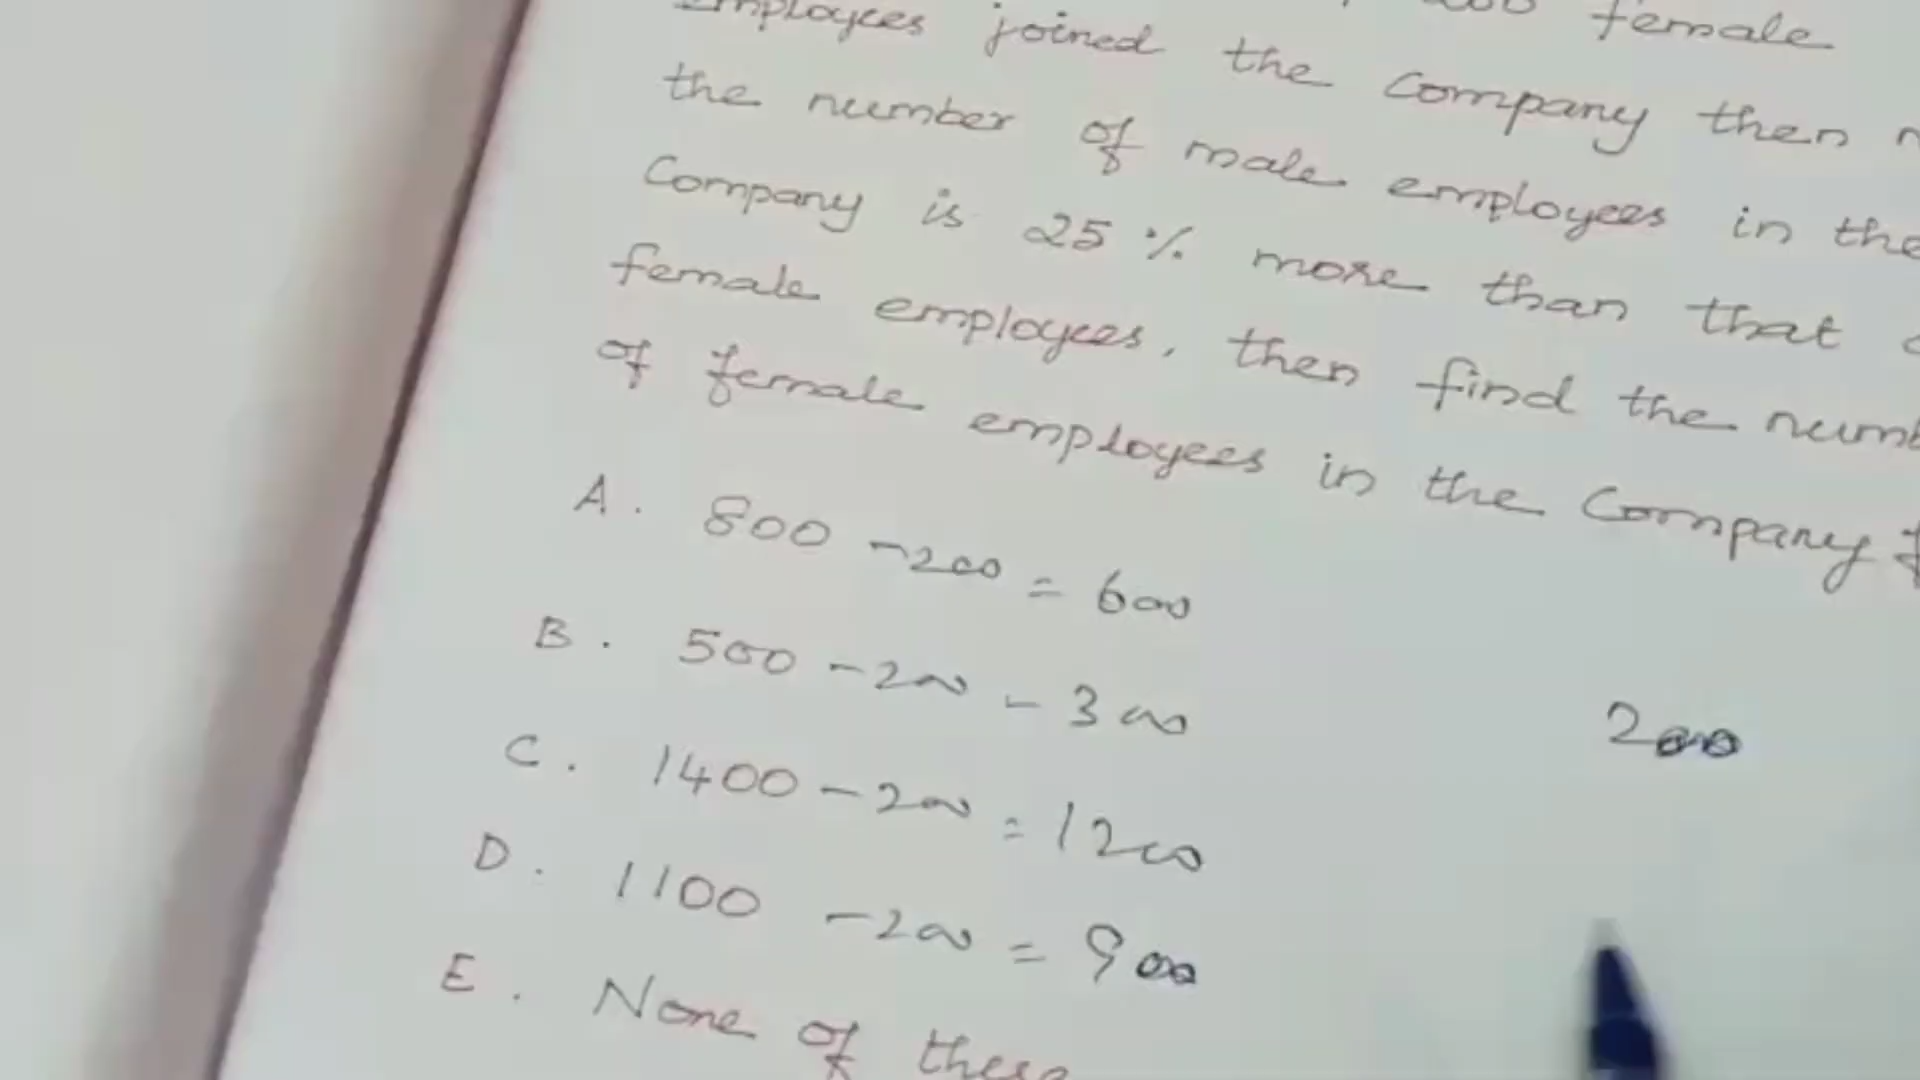 employees joined the Company then
female
the number of male employees in the
Company is 25 % more than that
female employees, then find the
of female employees in the Company
A. 800 - 200 = 600
B. 500 - 200 - 300
C. 1400 - 200 = 1200
D. 1100 - 200 = 900
E. None of these
200